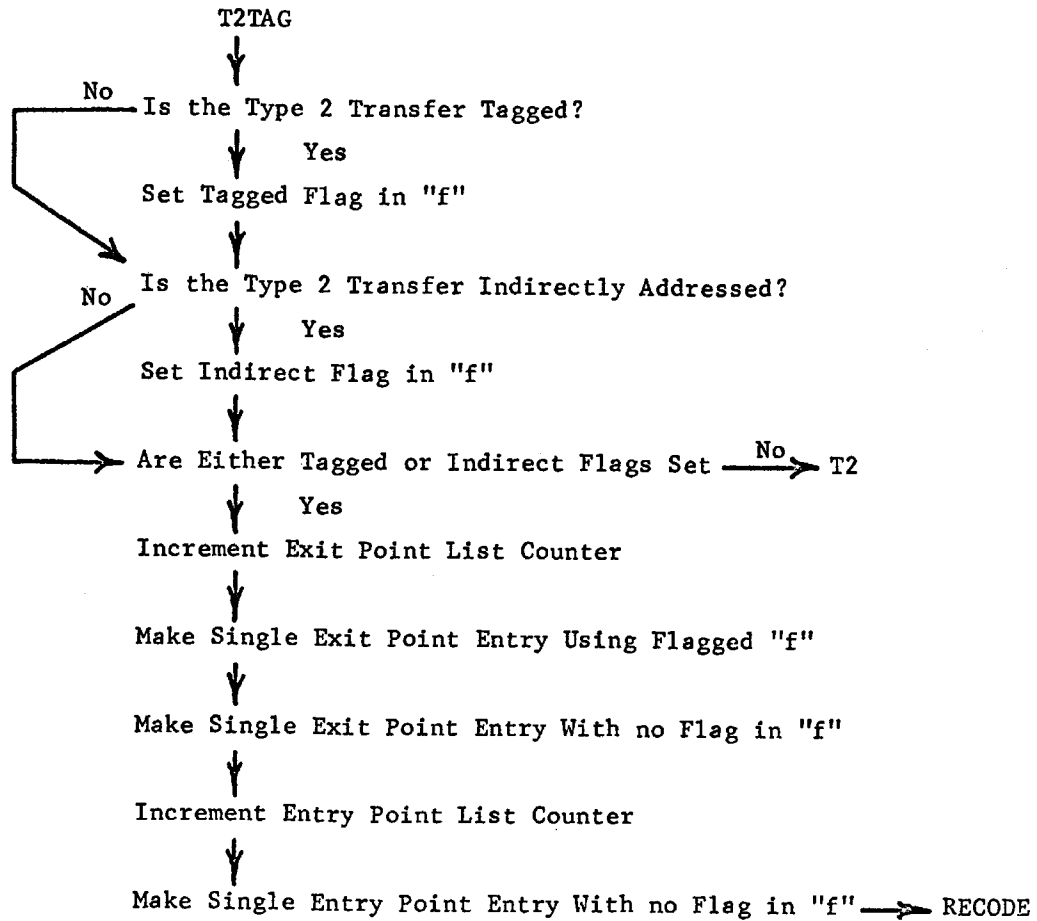 T2TAG
No
Is the Type 2 Transfer Tagged?
Yes
Set Tagged Flag in "f"
Is the Type 2 Transfer Indirectly Addressed?
No
Yes
Set Indirect Flag in "f"
Are Either Tagged or Indirect Flags Set
No
T2
Yes
Increment Exit Point List Counter
Make Single Exit Point Entry Using Flagged "f"
Make Single Exit Point Entry With no Flag in "f"
Increment Entry Point List Counter
Make Single Entry Point Entry With no Flag in "f"
RECODE